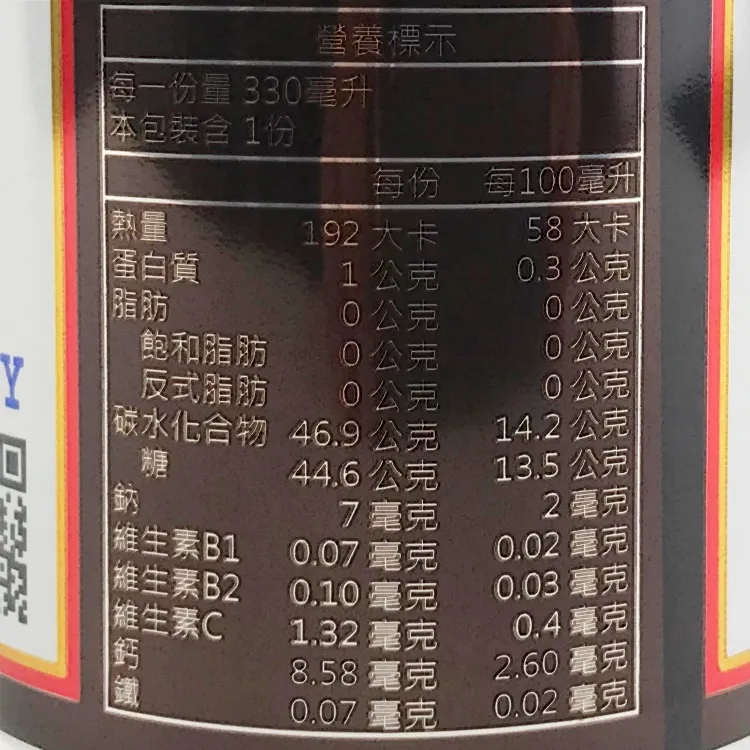 營養標示
每一份量 330毫升
本包裝含 1份
每份 每100毫升
熱量 192 大卡 58 大卡
蛋白質 1 公克 0.3 公克
脂肪 0 公克 0 公克
飽和脂肪 0 公克 0 公克
反式脂肪 0 公克 0 公克
碳水化合物 46.9 公克 14.2 公克
糖 44.6 公克 13.5 公克
鈉 7 毫克 2 毫克
維生素B1 0.07 毫克 0.02 毫克
維生素B2 0.10 毫克 0.03 毫克
維生素C 1.32 毫克 0.4 毫克
鈣 8.58 毫克 2.60 毫克
鐵 0.07 毫克 0.02 毫克
Y